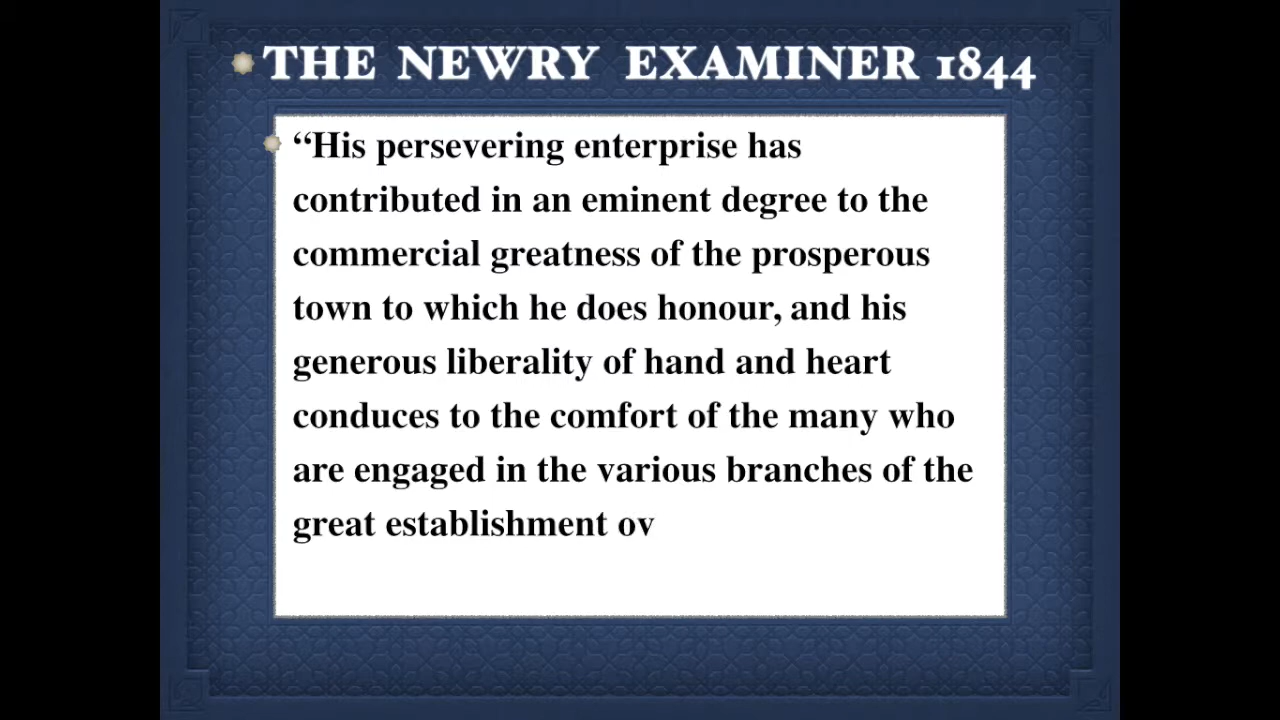 THE NEWRY EXAMINER 1844
“His persevering enterprise has
contributed in an eminent degree to the
commercial greatness of the prosperous
town to which he does honour, and his
generous liberality of hand and heart
conduces to the comfort of the many who
are engaged in the various branches of the
great establishment ov